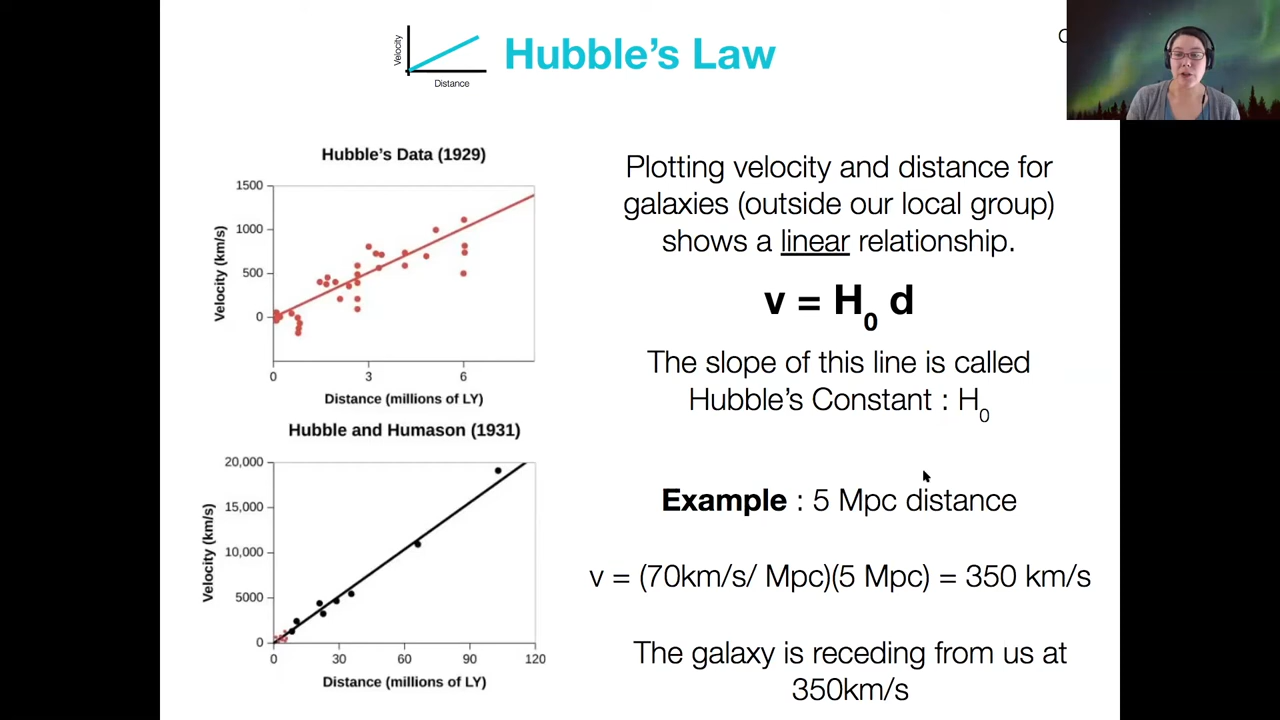 Velocity
Distance
Hubble's Law
Hubble's Data (1929)
1500
1000
500
0
Velocity (km/s)
0 3 6
Distance (millions of LY)
Hubble and Humason (1931)
20,000
15,000
10,000
5000
0
Velocity (km/s)
0 30 60 90 120
Distance (millions of LY)
Plotting velocity and distance for
galaxies (outside our local group)
shows a linear relationship.
v = H₀ d
The slope of this line is called
Hubble's Constant : H₀
Example : 5 Mpc distance
v = (70km/s/ Mpc)(5 Mpc) = 350 km/s
The galaxy is receding from us at
350km/s